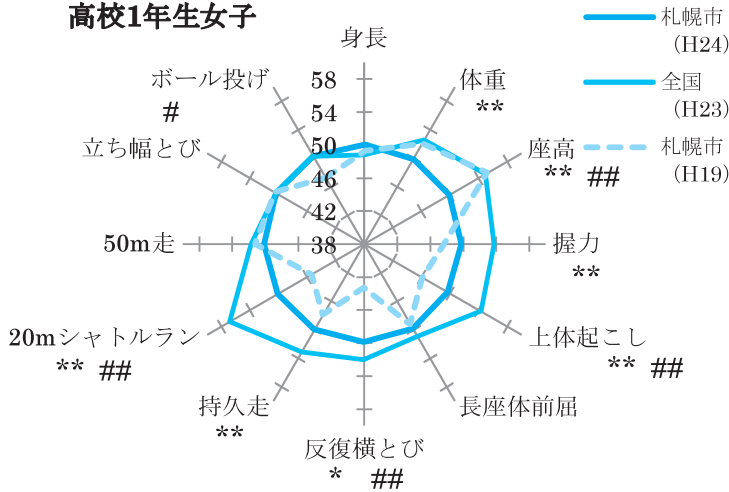 高校1年生女子
札幌市
（H24）
全国
（H23）
札幌市
（H19）
身長
体重
**
座高
** ##
握力
**
上体起こし
** ##
長座体前屈
反復横とび
* ##
持久走
**
20mシャトルラン
** ##
50m走
立ち幅とび
ボール投げ
#
58
54
50
46
42
38